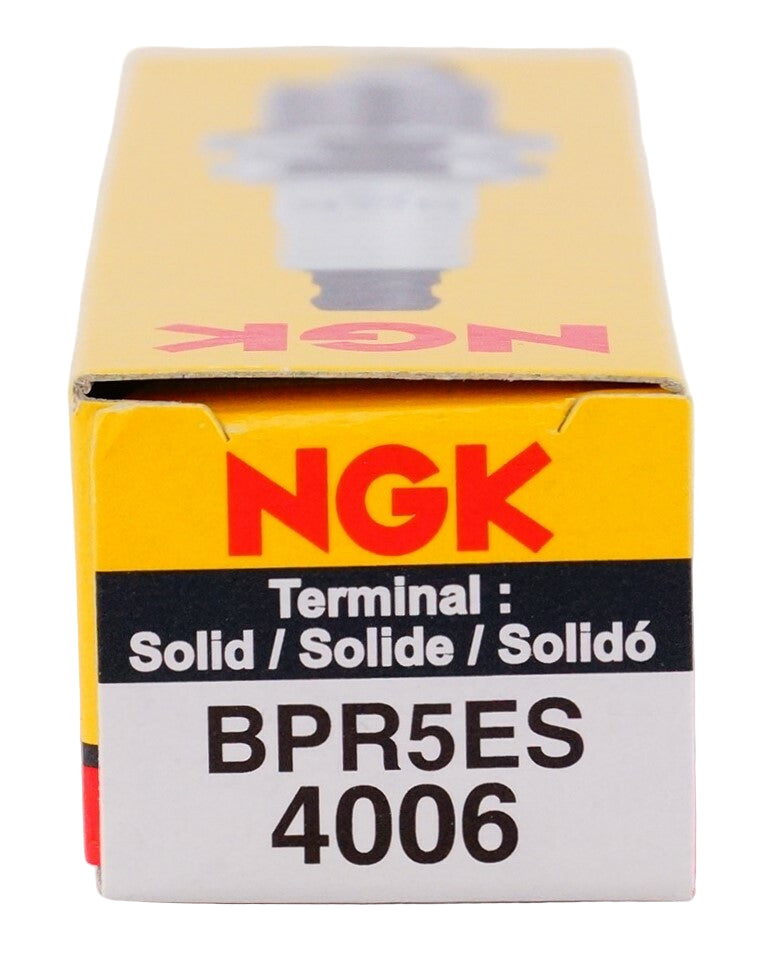 NGK
NGK
Terminal :
Solid / Solide / Solidó
BPR5ES
4006